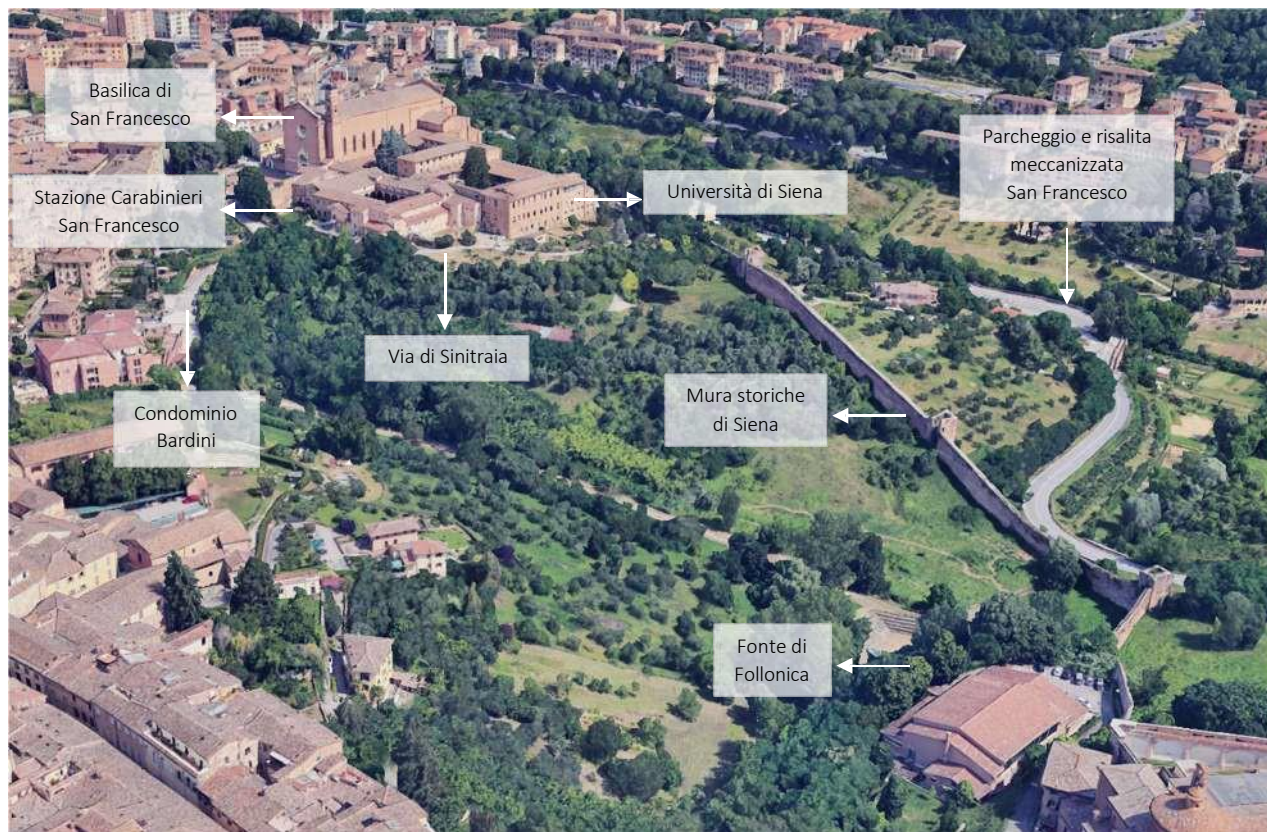 Basilica di
San Francesco
Stazione Carabinieri
San Francesco
Università di Siena
Parcheggio e risalita
meccanizzata
San Francesco
Via di Sinitraia
Condominio
Bardini
Mura storiche
di Siena
Fonte di
Follonica